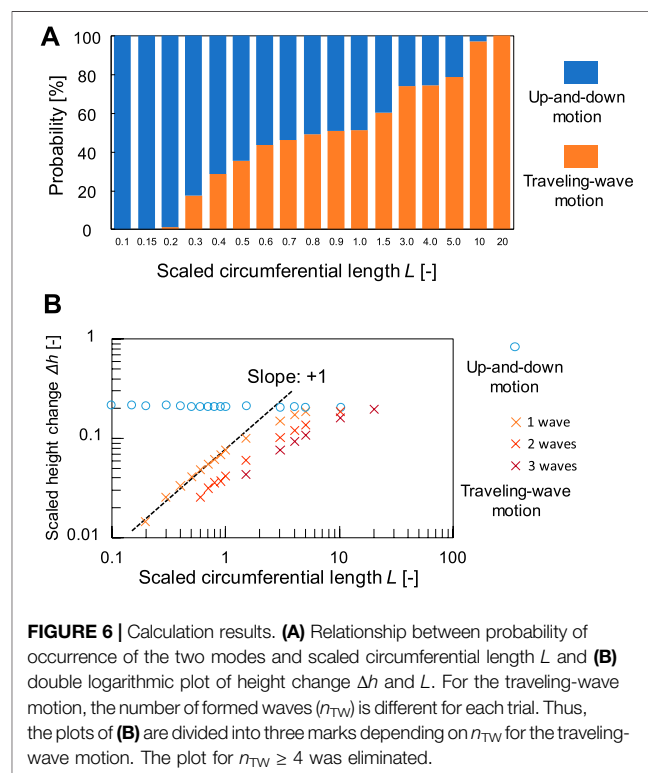 A
Probability [%]
100
80
60
40
20
0
0.1 0.15 0.2 0.3 0.4 0.5 0.6 0.7 0.8 0.9 1.0 1.5 3.0 4.0 5.0 10 20
Scaled circumferential length L [-]
Up-and-down
motion
Traveling-wave
motion
B
Scaled height change Δh [-]
1
0.1
0.01
Slope: +1
0.1 1 10 100
Scaled circumferential length L [-]
Up-and-down
motion
1 wave
2 waves
3 waves
Traveling-wave
motion
FIGURE 6 | Calculation results. (A) Relationship between probability of
occurrence of the two modes and scaled circumferential length L and (B)
double logarithmic plot of height change Δh and L. For the traveling-wave
motion, the number of formed waves (nTW) is different for each trial. Thus,
the plots of (B) are divided into three marks depending on nTW for the traveling-
wave motion. The plot for nTW ≥ 4 was eliminated.